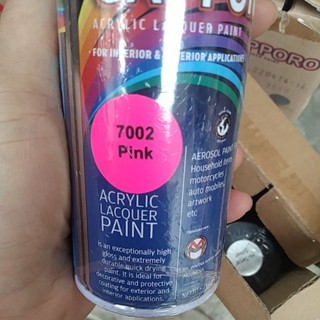 ACRYLIC LACQUER PAINT
• FOR INTERIOR & EXTERIOR APPLICATIONS
7002
Pink
ACRYLIC
LACQUER
PAINT
is an exceptionally high
gloss and extremely
durable quick drying
paint. It is ideal for
decorative and protective
coating for exterior and
interior applications.
AEROSOL PAINT
Household
motorcycles
auto mobiles
artwork
etc